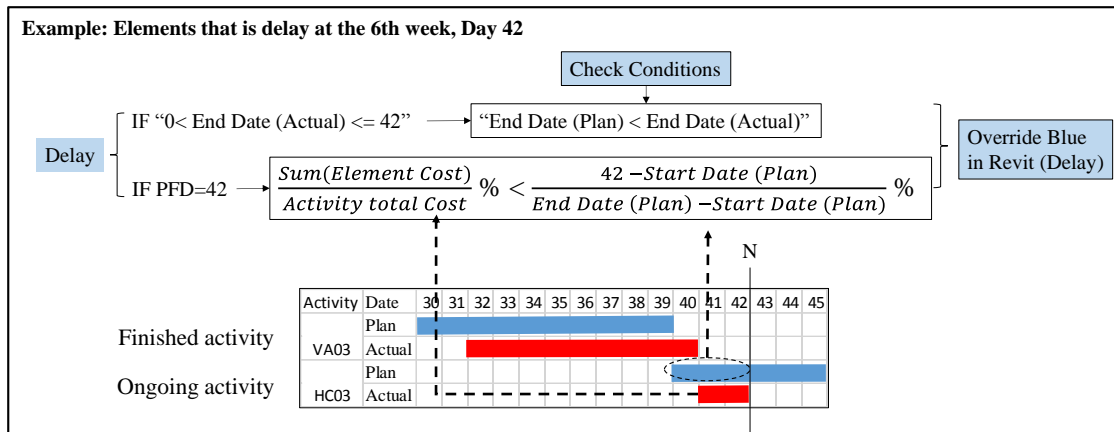 Example: Elements that is delay at the 6th week, Day 42
Check Conditions
Delay
IF “0< End Date (Actual) <= 42”
“End Date (Plan) < End Date (Actual)”
IF PFD=42
Sum(Element Cost)
Activity total Cost
% <
42 −Start Date (Plan)
End Date (Plan) −Start Date (Plan)
%
Override Blue
in Revit (Delay)
N
Activity Date 30 31 32 33 34 35 36 37 38 39 40 41 42 43 44 45
Finished activity
Plan
VA03 Actual
Ongoing activity
Plan
HC03 Actual